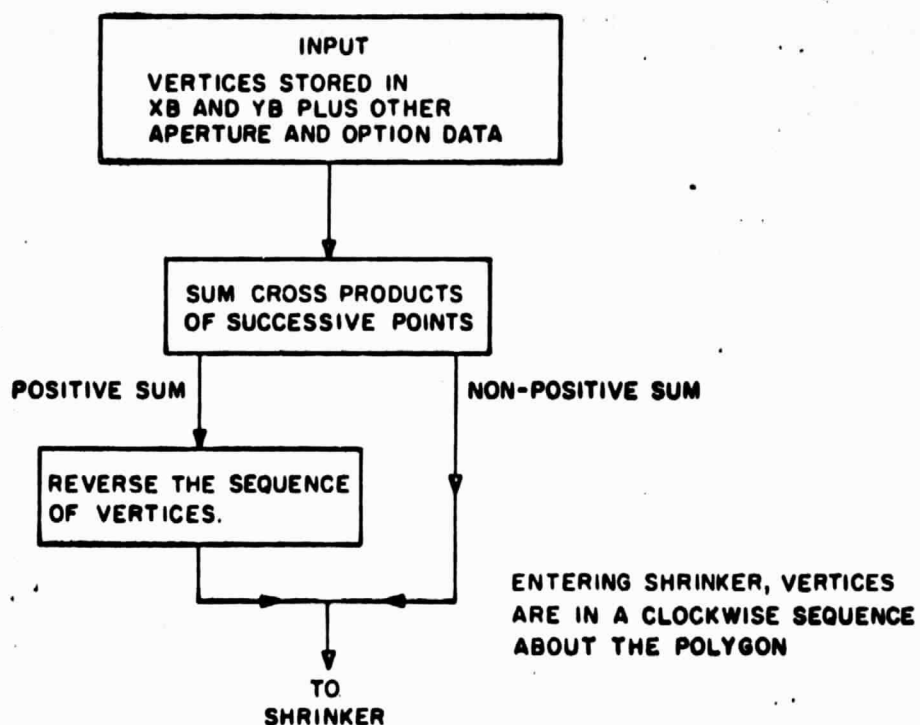 INPUT
VERTICES STORED IN
XB AND YB PLUS OTHER
APERTURE AND OPTION DATA
SUM CROSS PRODUCTS
OF SUCCESSIVE POINTS
POSITIVE SUM
NON-POSITIVE SUM
REVERSE THE SEQUENCE
OF VERTICES.
ENTERING SHRINKER, VERTICES
ARE IN A CLOCKWISE SEQUENCE
ABOUT THE POLYGON
TO
SHRINKER